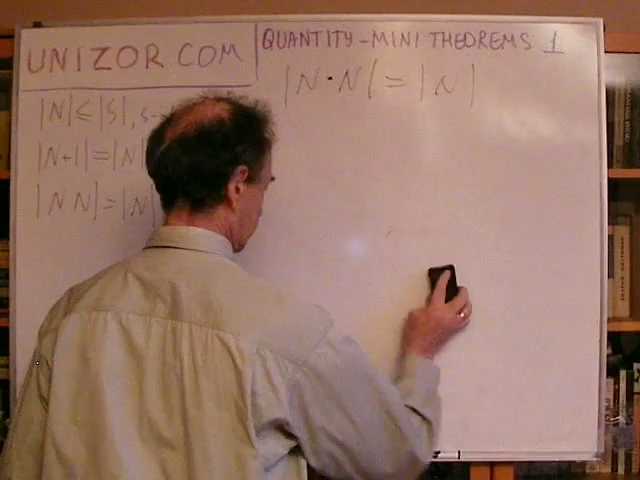 UNIZOR.COM
QUANTITY-MINI THEOREMS 1
|N·N|=|N|
|N|≤|S|,
|N+1|=|N|
|N N|=|N|